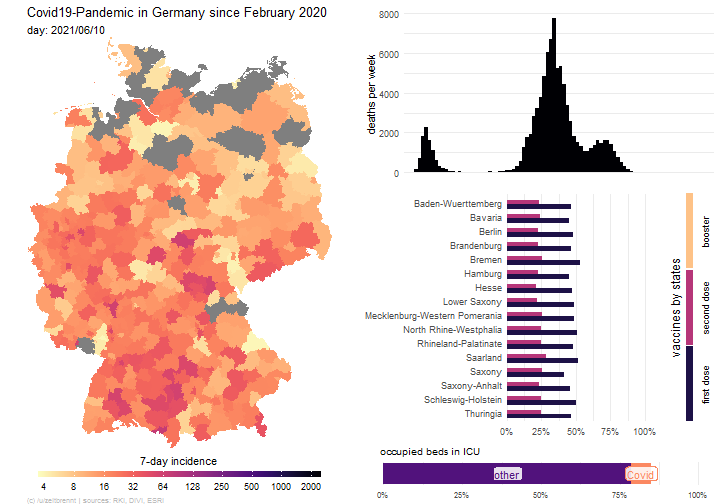 Covid19-Pandemic in Germany since February 2020
day: 2021/06/10
7-day incidence
4 8 16 32 64 128 250 500 1000 2000
(c) /u/zeitbrennt | sources: RKI, DIVI, ESRI
deaths per week
8000
6000
4000
2000
0
Baden-Wuerttemberg
Bavaria
Berlin
Brandenburg
Bremen
Hamburg
Hesse
Lower Saxony
Mecklenburg-Western Pomerania
North Rhine-Westphalia
Rhineland-Palatinate
Saarland
Saxony
Saxony-Anhalt
Schleswig-Holstein
Thuringia
0% 25% 50% 75% 100%
vaccines by states
booster
second dose
first dose
occupied beds in ICU
other
Covid
0% 25% 50% 75% 100%